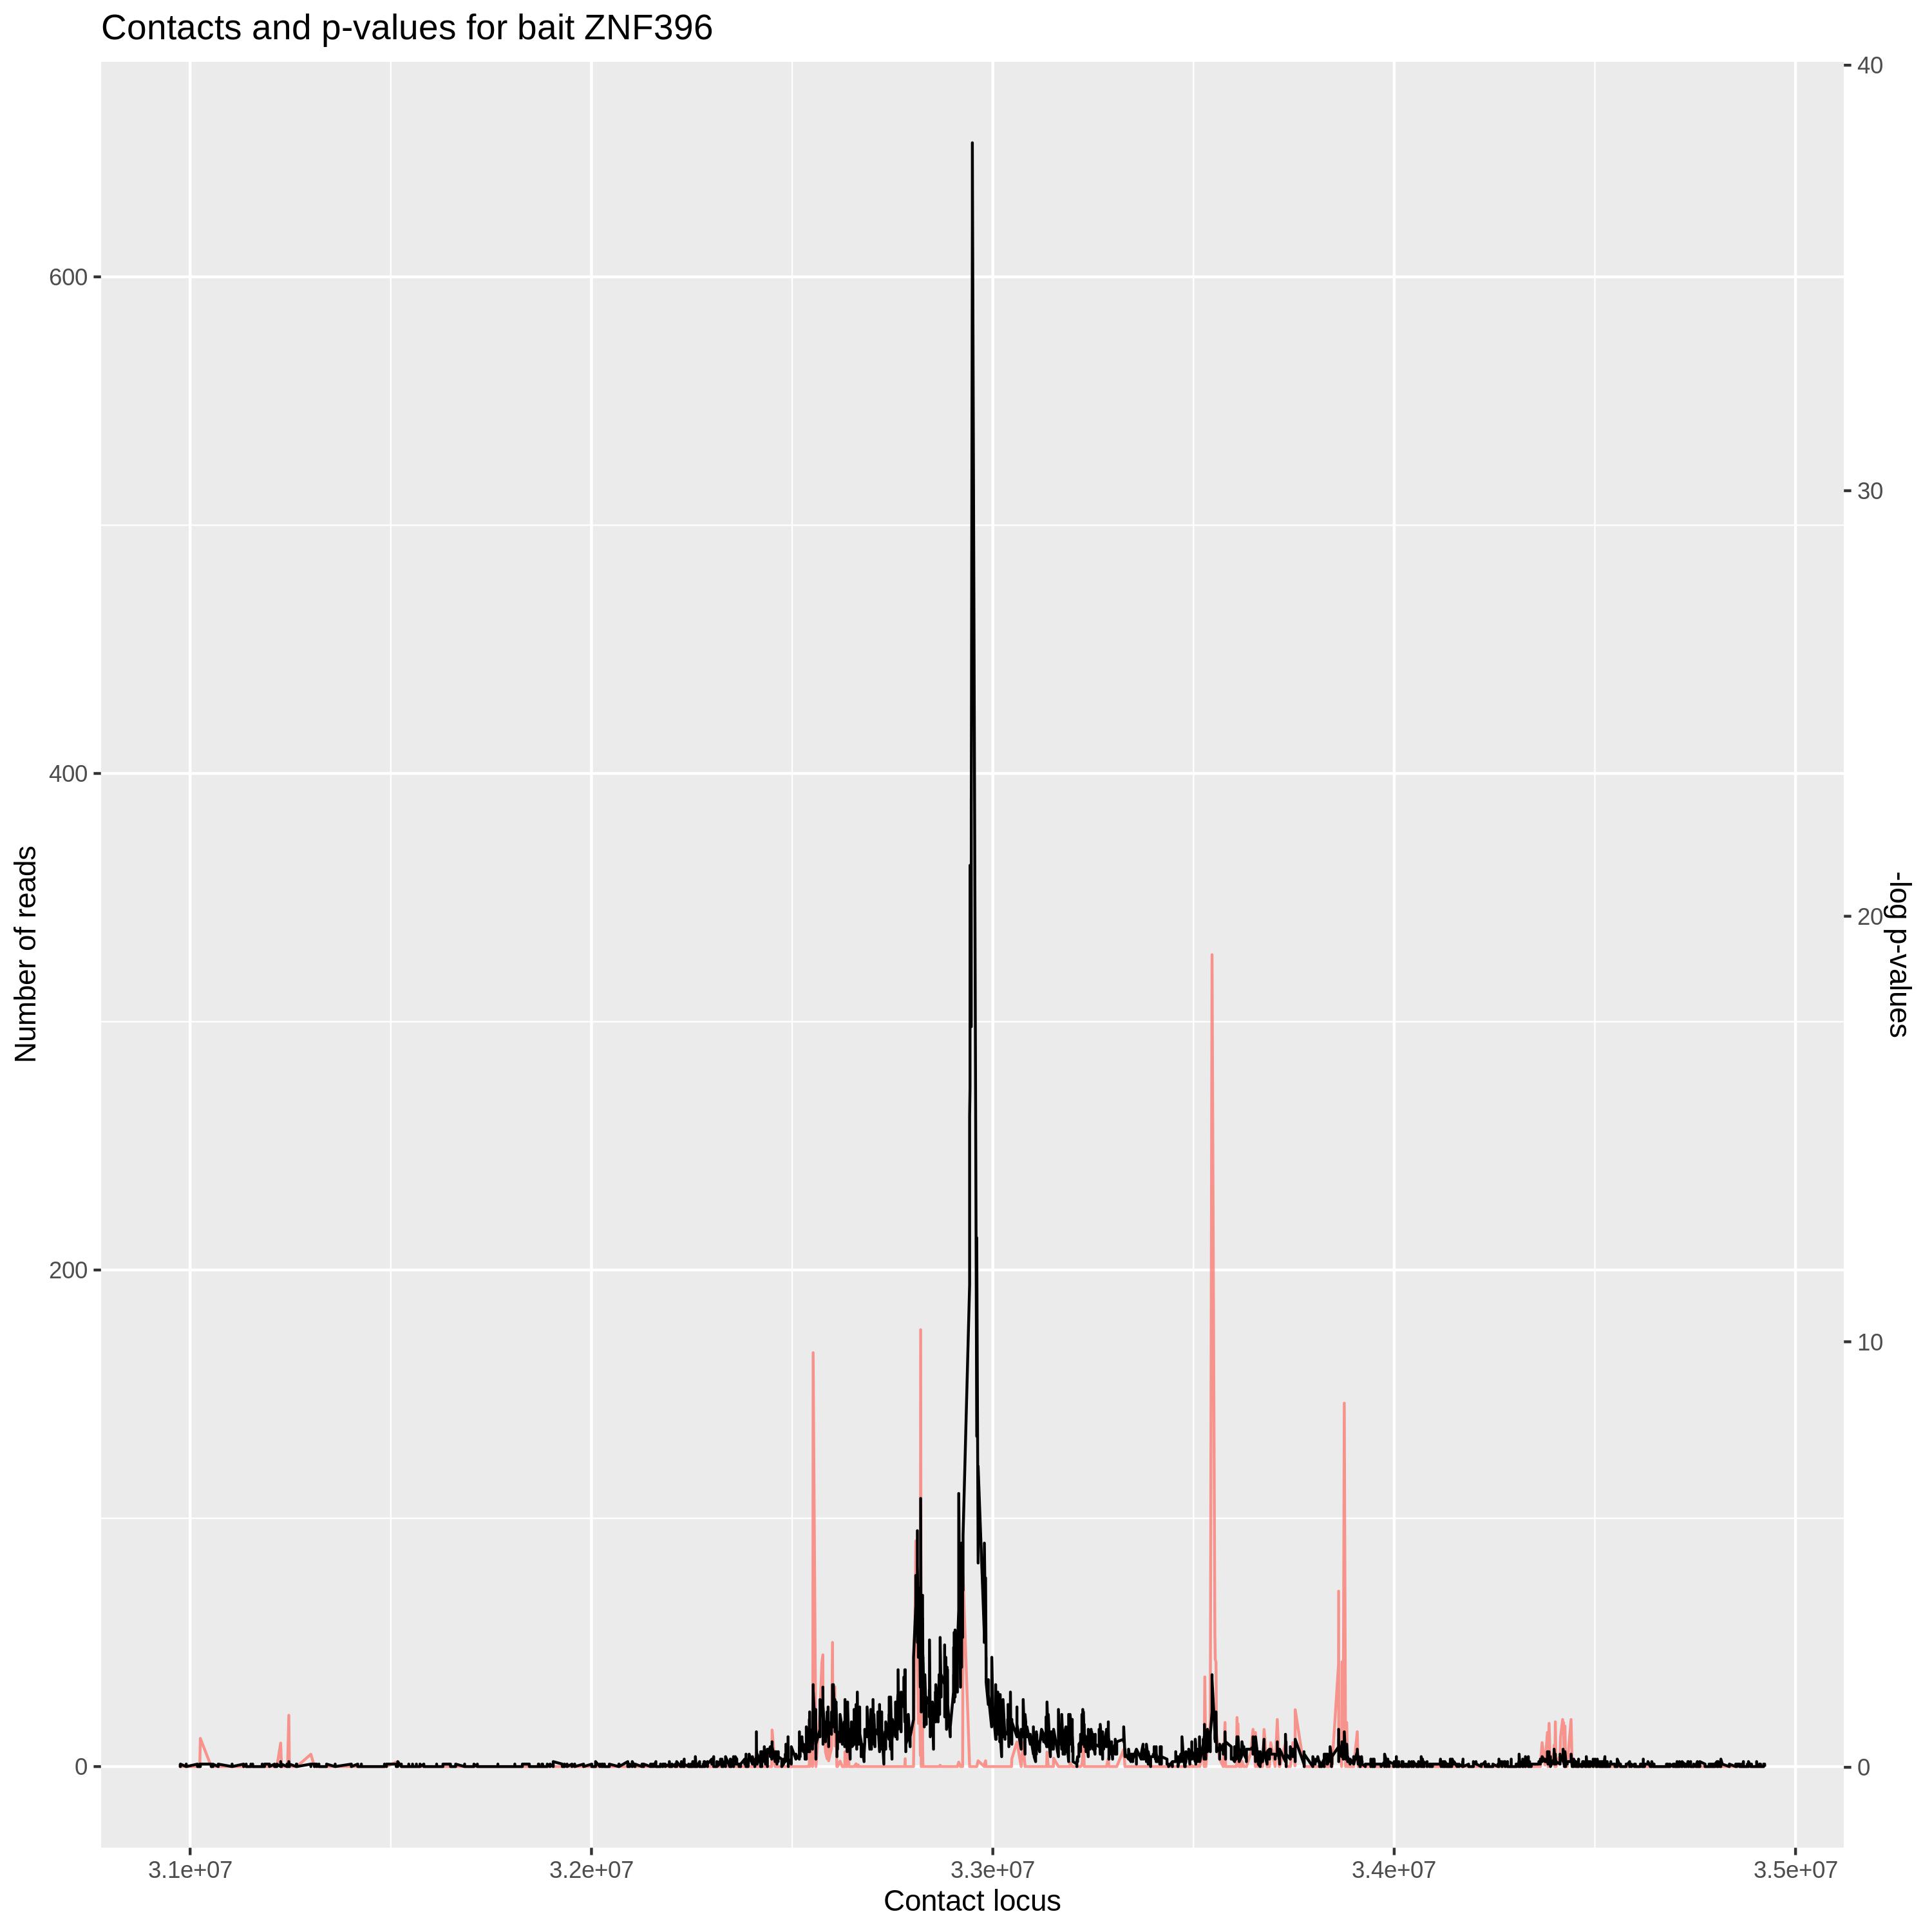 Contacts and p-values for bait ZNF396
40
600
30
400
20
200
10
0
0
Number of reads
-log p-values
3.1e+07
3.2e+07
3.3e+07
3.4e+07
3.5e+07
Contact locus